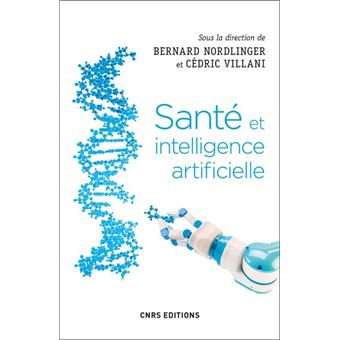 Sous la direction de
BERNARD NORDLINGER
et CÉDRIC VILLANI
Santé et
intelligence
artificielle
CNRS EDITIONS